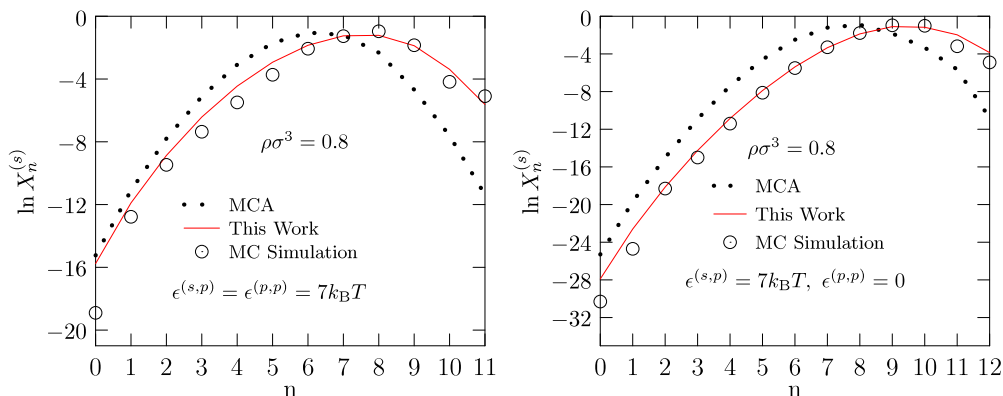 0
−4
−8
−12
−16
−20
ln X_n^{(s)}
ρσ³ = 0.8
MCA
This Work
MC Simulation
ϵ^{(s,p)} = ϵ^{(p,p)} = 7k_BT
0 1 2 3 4 5 6 7 8 9 10 11
n
0
−4
−8
−12
−16
−20
−24
−28
−32
ln X_n^{(s)}
ρσ³ = 0.8
MCA
This Work
MC Simulation
ϵ^{(s,p)} = 7k_BT, ϵ^{(p,p)} = 0
0 1 2 3 4 5 6 7 8 9 10 11 12
n